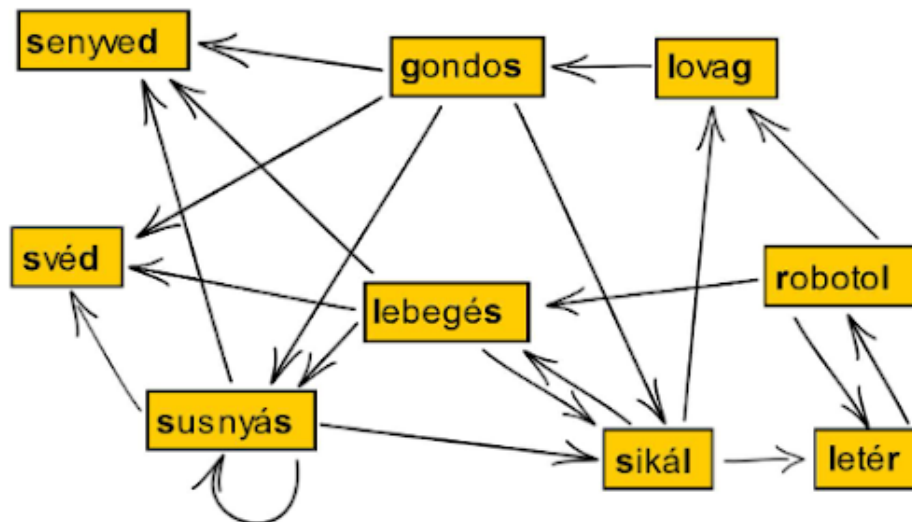 senyved
gondos
lovag
svéd
lebegés
robotol
susnyás
sikál
letér